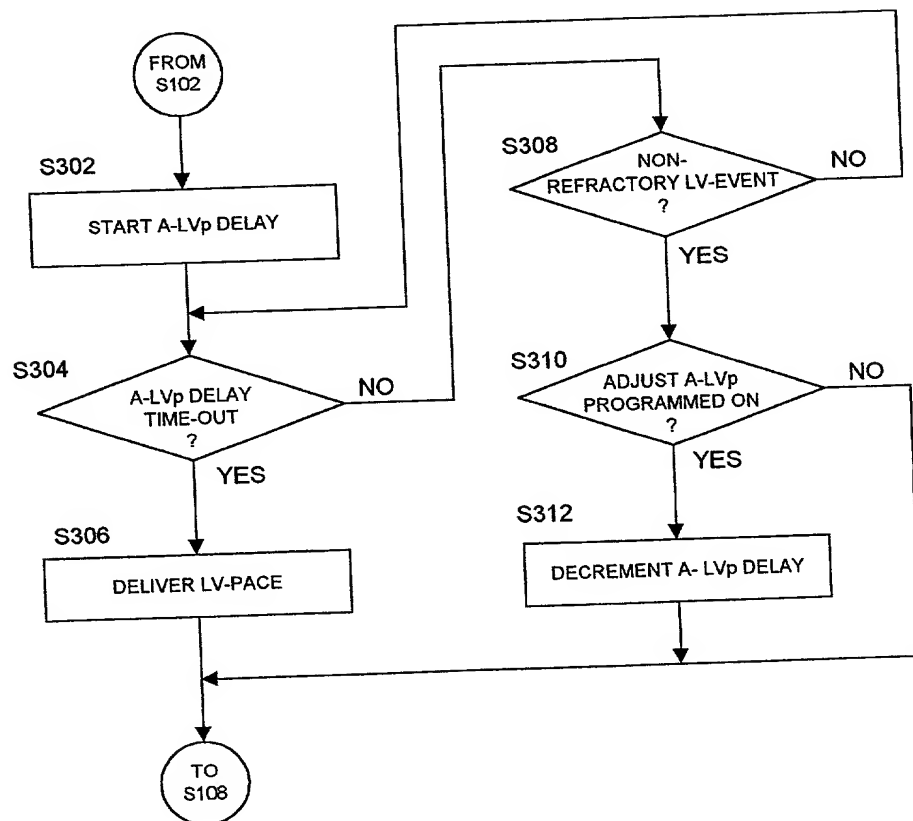 FROM
S102
S302
START A-LVp DELAY
S304
A-LVp DELAY
TIME-OUT
?
NO
YES
S306
DELIVER LV-PACE
TO
S108
S308
NON-
REFRACTORY LV-EVENT
?
NO
YES
S310
ADJUST A-LVp
PROGRAMMED ON
?
NO
YES
S312
DECREMENT A- LVp DELAY